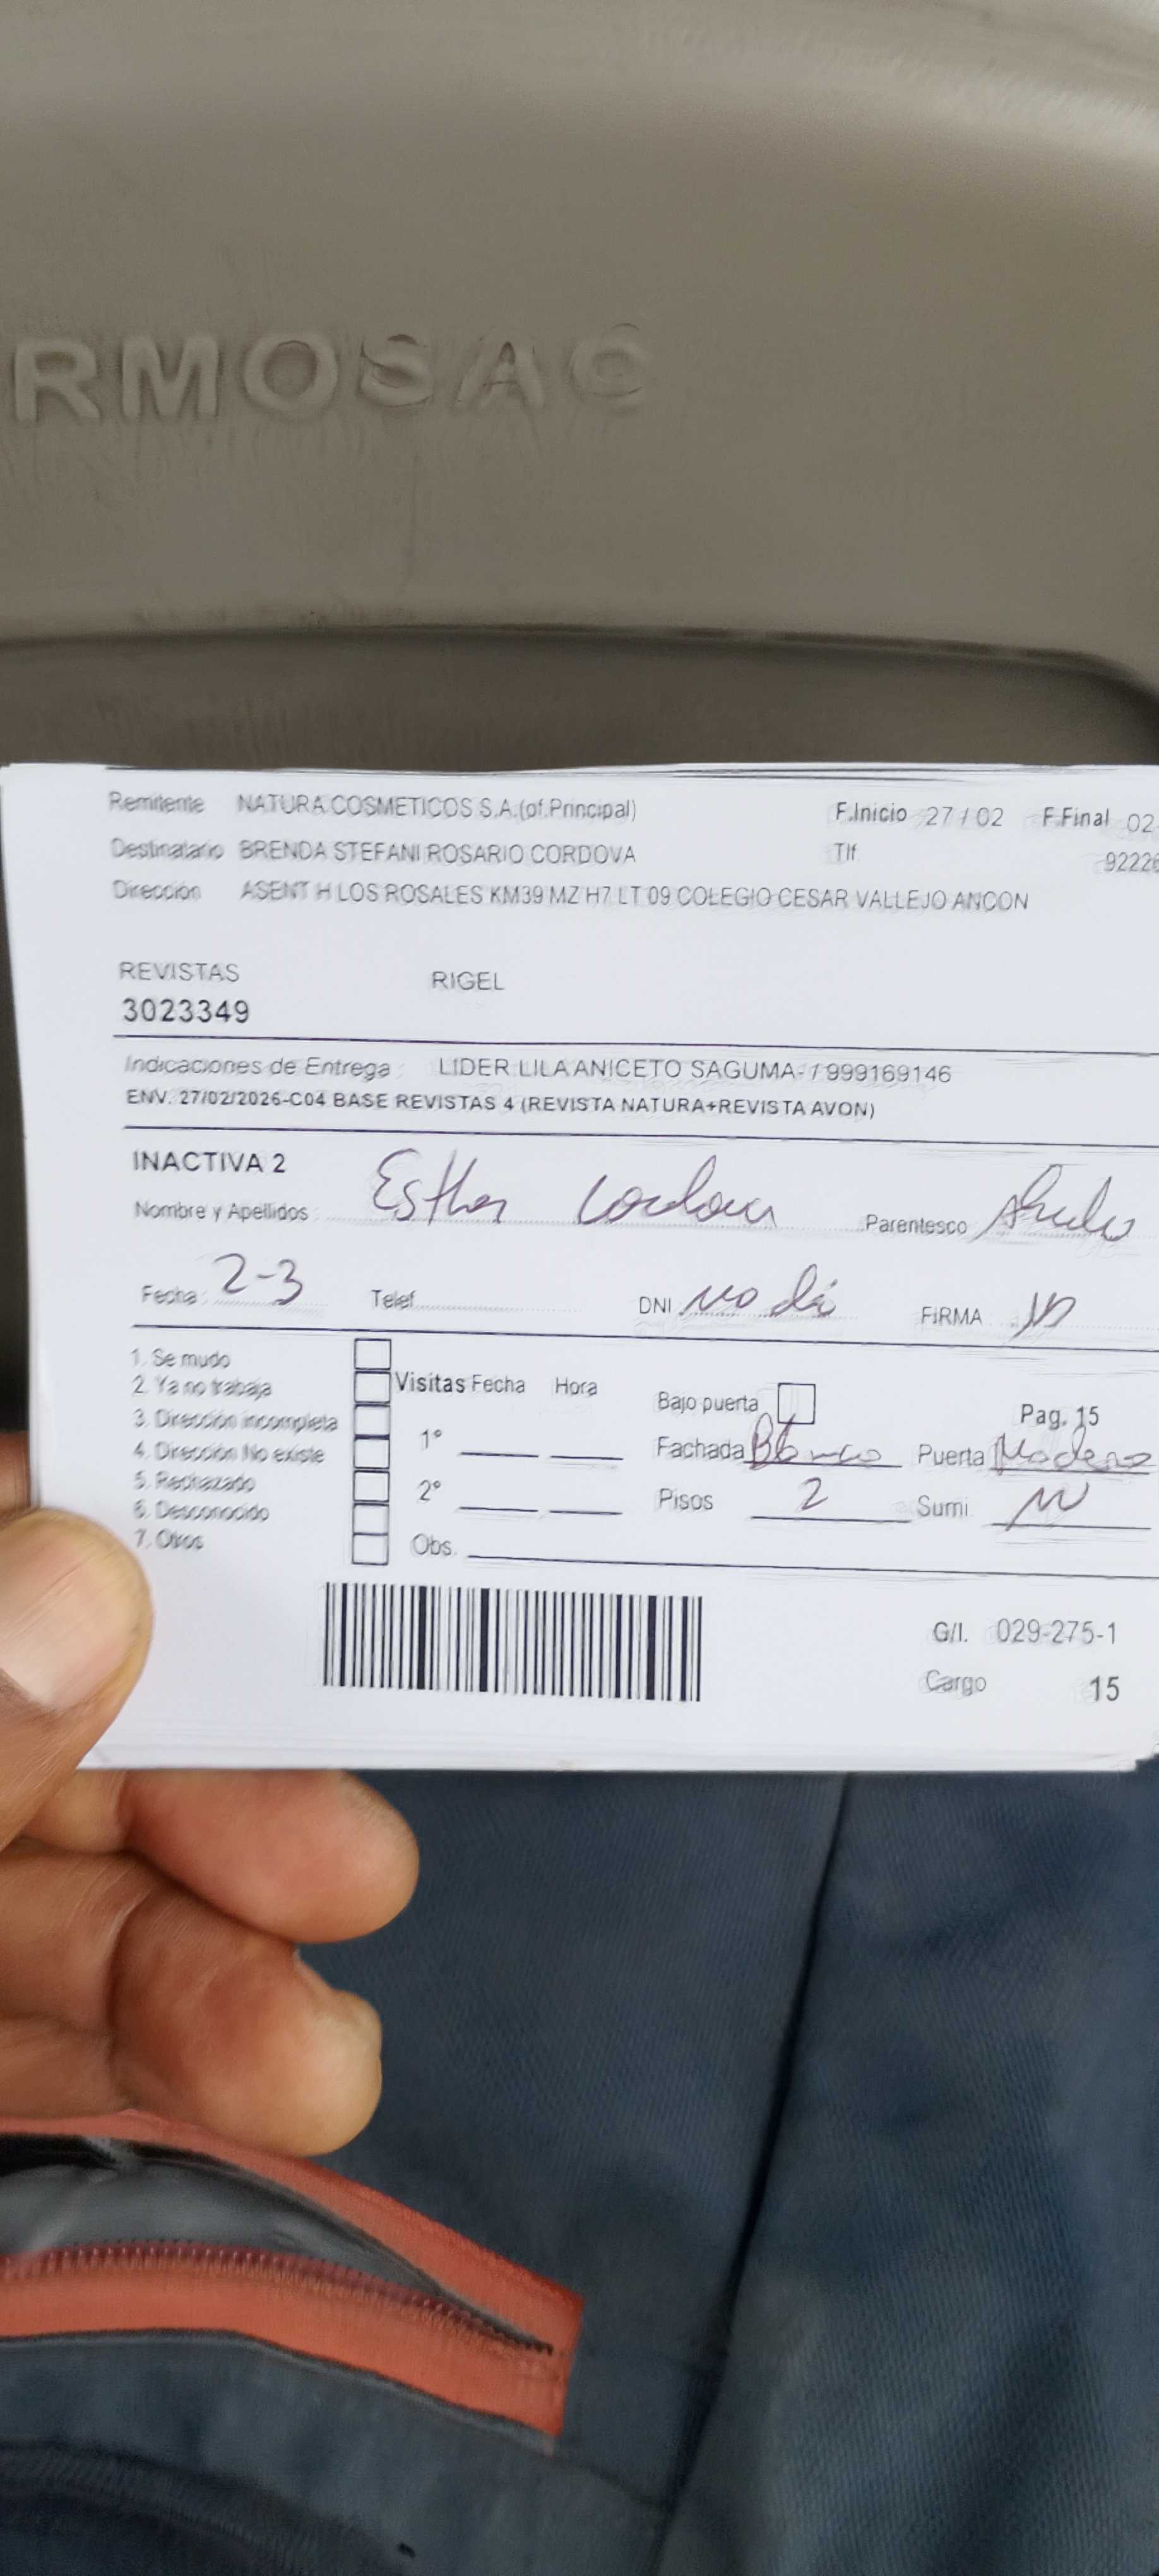 RMOSAC
Remitente NATURA COSMETICOS S.A.(of.Principal) F.Inicio 27/02 F.Final 02-
Destinatario BRENDA STEFANI ROSARIO CORDOVA Tlf. 92226
Dirección ASENT H LOS ROSALES KM39 MZ H7 LT 09 COLEGIO CESAR VALLEJO ANCON
REVISTAS RIGEL
3023349
Indicaciones de Entrega : LIDER LILA ANICETO SAGUMA- / 999169146
ENV. 27/02/2026-C04 BASE REVISTAS 4 (REVISTA NATURA+REVISTA AVON)
INACTIVA 2
Nombre y Apellidos : Esther Cordova Parentesco
Fecha : 2-3 Telef. DNI no dio FIRMA
1. Se mudo
2. Ya no trabaja Visitas Fecha Hora Bajo puerta Pag. 15
3. Dirección incompleta 1° Fachada Blanco Puerta Madera
4. Dirección No existe
5. Rechazado 2° Pisos 2 Sumi
6. Desconocido
7. Otros Obs.
G/I. 029-275-1
Cargo 15